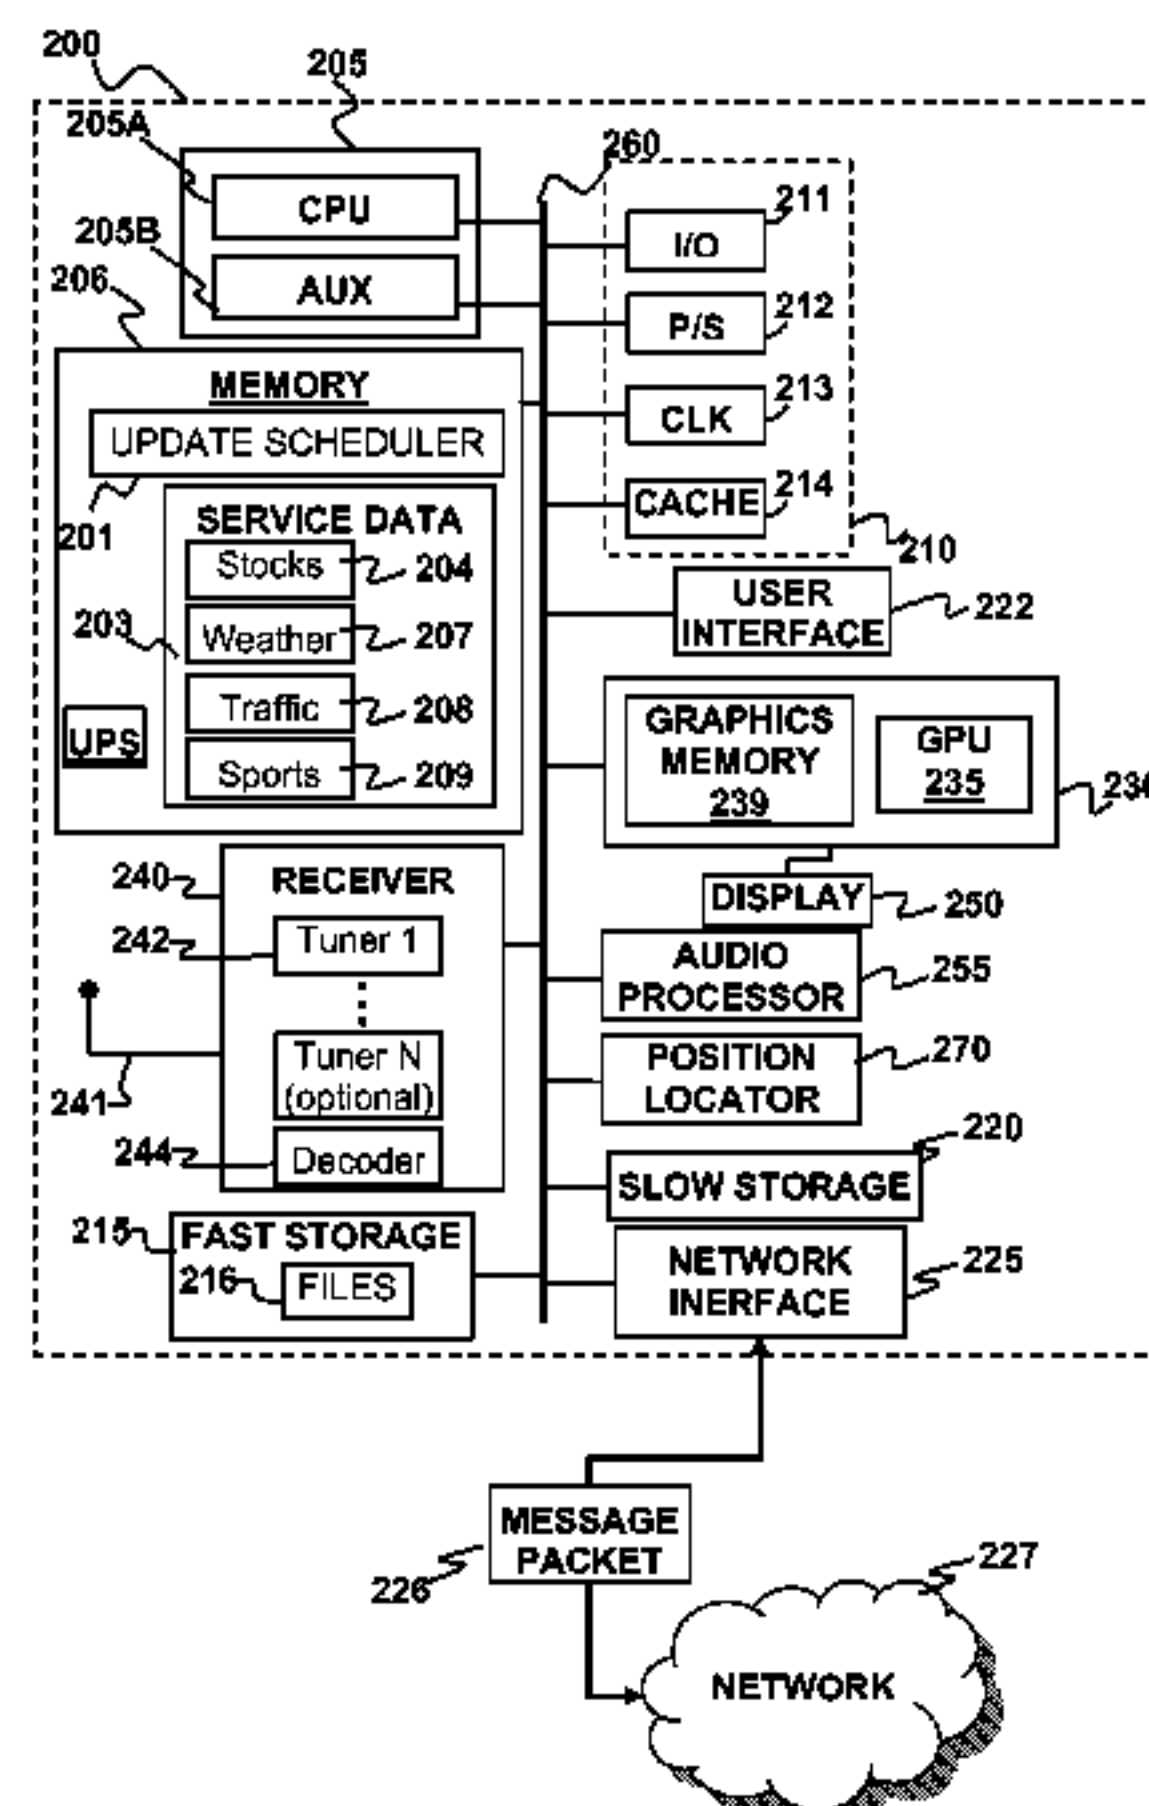 200
205
205A
CPU
205B
AUX
206
260
211
I/O
212
P/S
213
CLK
214
CACHE
210
MEMORY
UPDATE SCHEDULER
201
SERVICE DATA
Stocks
204
203
Weather
207
Traffic
208
UPS
Sports
209
USER
INTERFACE
222
GRAPHICS
MEMORY
239
GPU
235
DISPLAY
250
240
RECEIVER
242
Tuner 1
Tuner N
(optional)
241
244
Decoder
AUDIO
PROCESSOR
255
POSITION
LOCATOR
270
220
SLOW STORAGE
215
FAST STORAGE
216
FILES
NETWORK
INERFACE
225
MESSAGE
PACKET
226
227
NETWORK